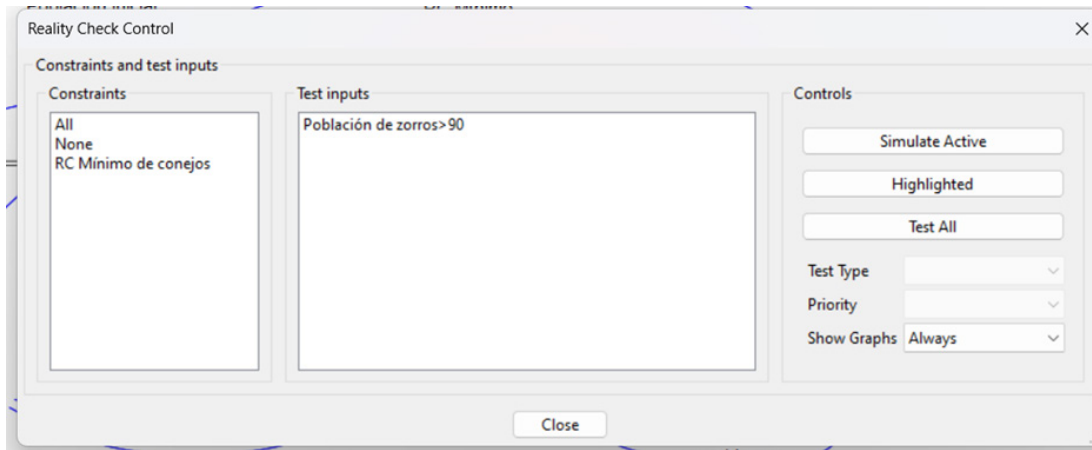 Reality Check Control
Constraints and test inputs
Constraints
All
None
RC Mínimo de conejos
Test inputs
Población de zorros>90
Controls
Simulate Active
Highlighted
Test All
Test Type
Priority
Show Graphs Always
Close